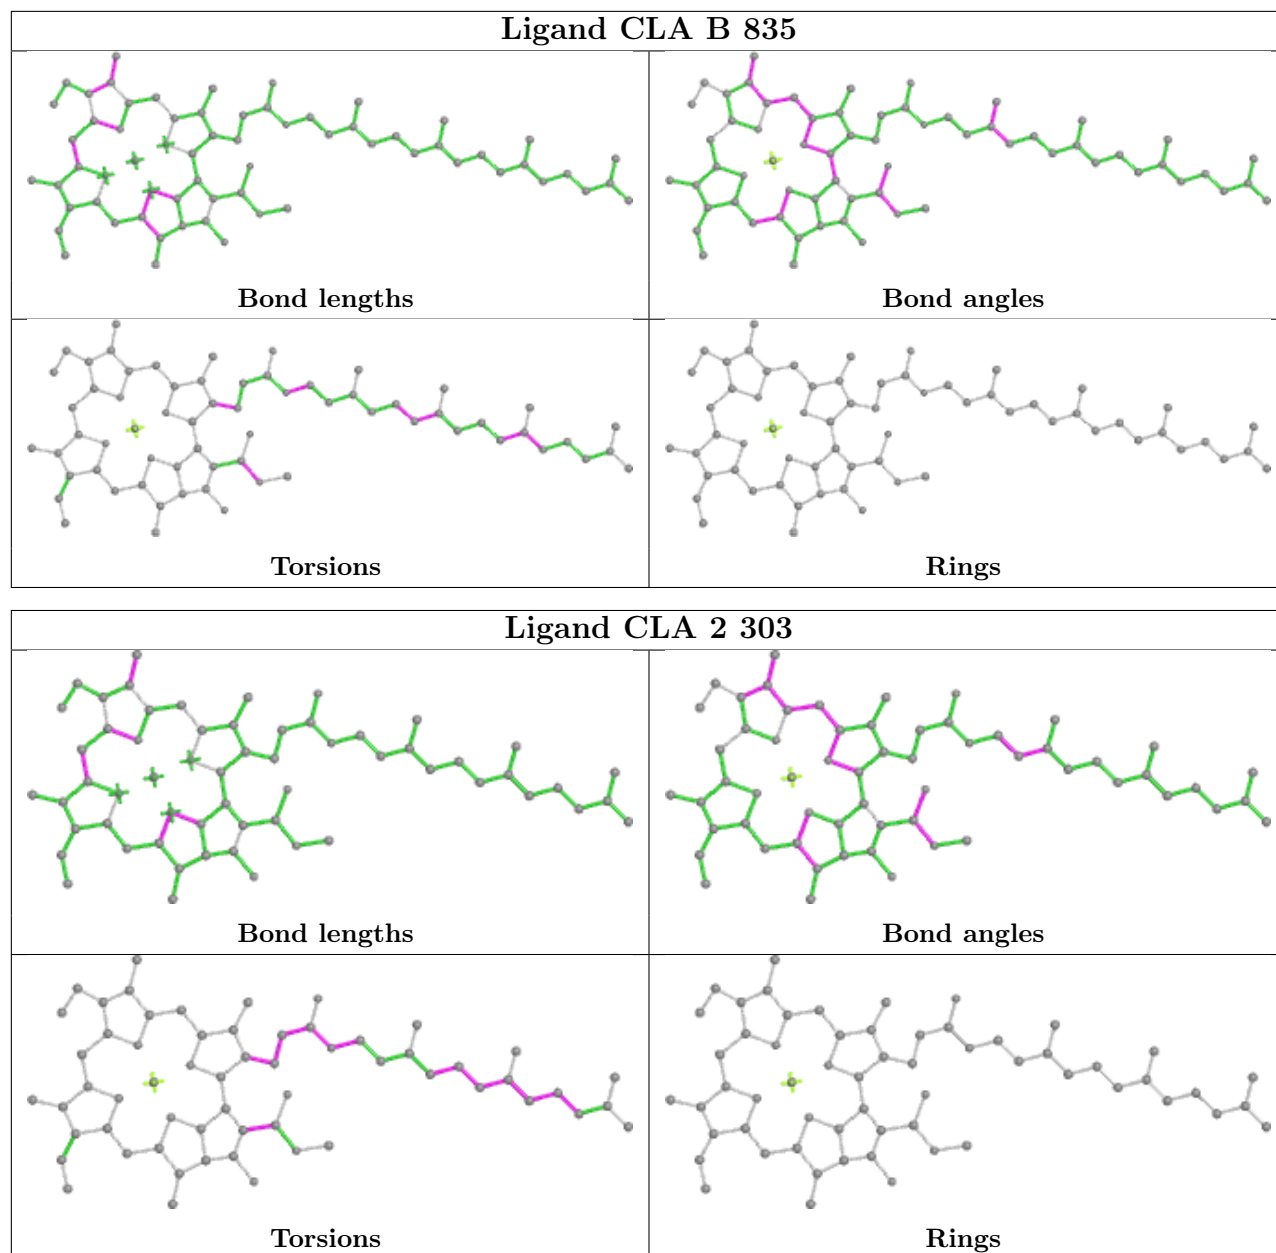 Ligand CLA B 835
Bond lengths
Bond angles
Torsions
Rings
Ligand CLA 2 303
Bond lengths
Bond angles
Torsions
Rings